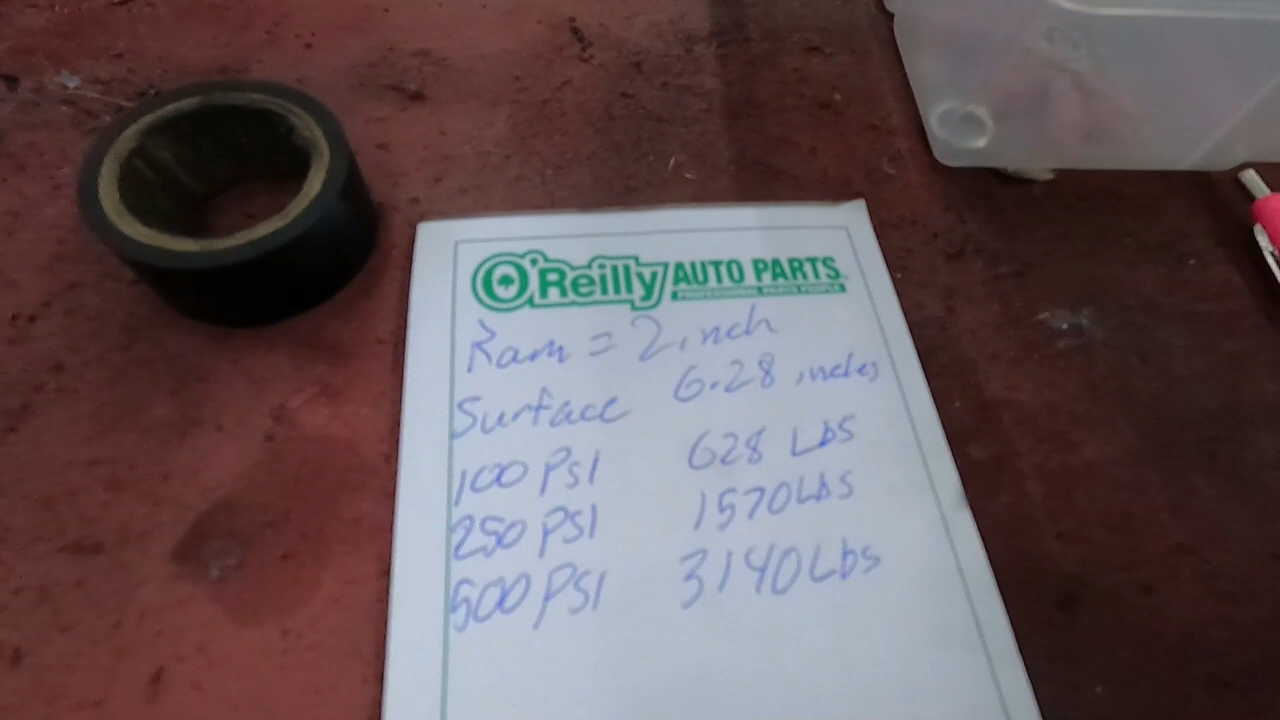 O'Reilly AUTO PARTS
PROFESSIONAL PARTS PEOPLE
Ram = 2 inch
Surface 6.28 inches
100 PSI 628 LbS
250 PSI 1570 LbS
500 PSI 3140 Lbs